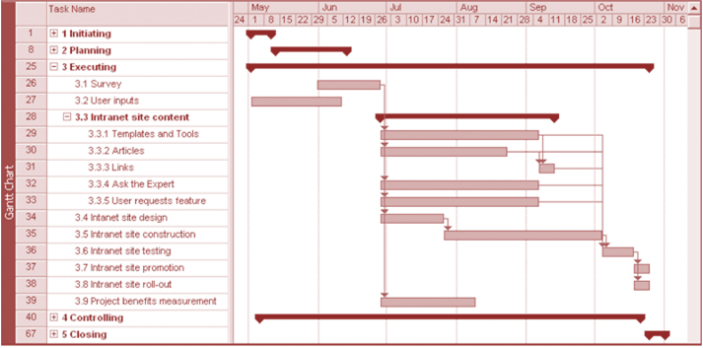 Task Name May Jun Jul Aug Sep Oct Nov
24 1 8 15 22 29 5 12 19 26 3 10 17 24 31 7 14 21 28 4 11 18 25 2 9 16 23 30 6
1 1 Initiating
8 2 Planning
25 3 Executing
26 3.1 Survey
27 3.2 User inputs
28 3.3 Intranet site content
29 3.3.1 Templates and Tools
30 3.3.2 Articles
31 3.3.3 Links
32 3.3.4 Ask the Expert
33 3.3.5 User requests feature
34 3.4 Intanet site design
35 3.5 Intranet site construction
36 3.6 Intranet site testing
37 3.7 Intranet site promotion
38 3.8 Intranet site roll-out
39 3.9 Project benefits measurement
40 4 Controlling
67 5 Closing
Gantt Chart